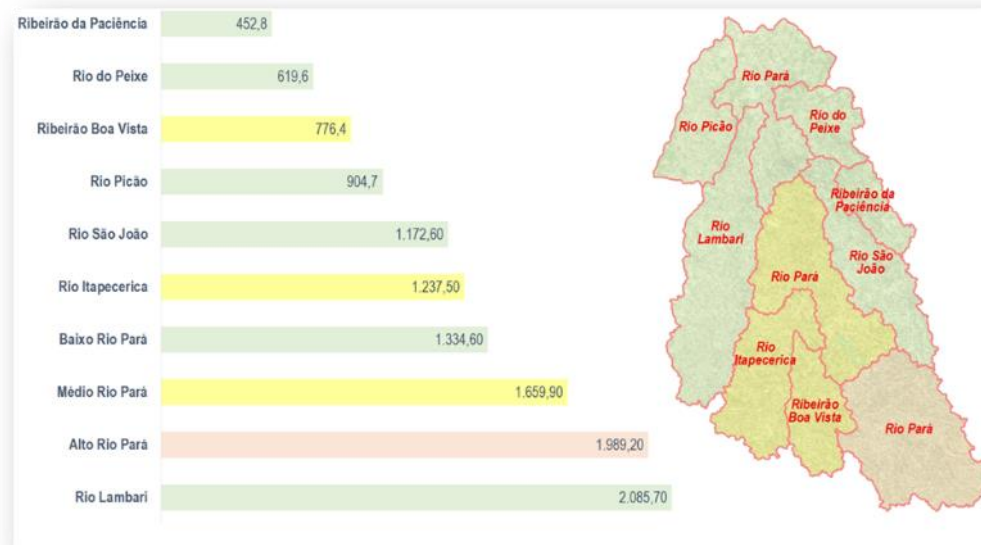 Ribeirão da Paciência 452,8
Rio do Peixe 619,6
Ribeirão Boa Vista 776,4
Rio Picão 904,7
Rio São João 1.172,60
Rio Itapecerica 1.237,50
Baixo Rio Pará 1.334,60
Médio Rio Pará 1.659,90
Alto Rio Pará 1.989,20
Rio Lambari 2.085,70
Rio Pará
Rio Picão
Rio do
Peixe
Ribeirão da
Paciência
Rio
Lambari
Rio São
João
Rio Pará
Rio
Itapecerica
Ribeirão
Boa Vista
Rio Pará